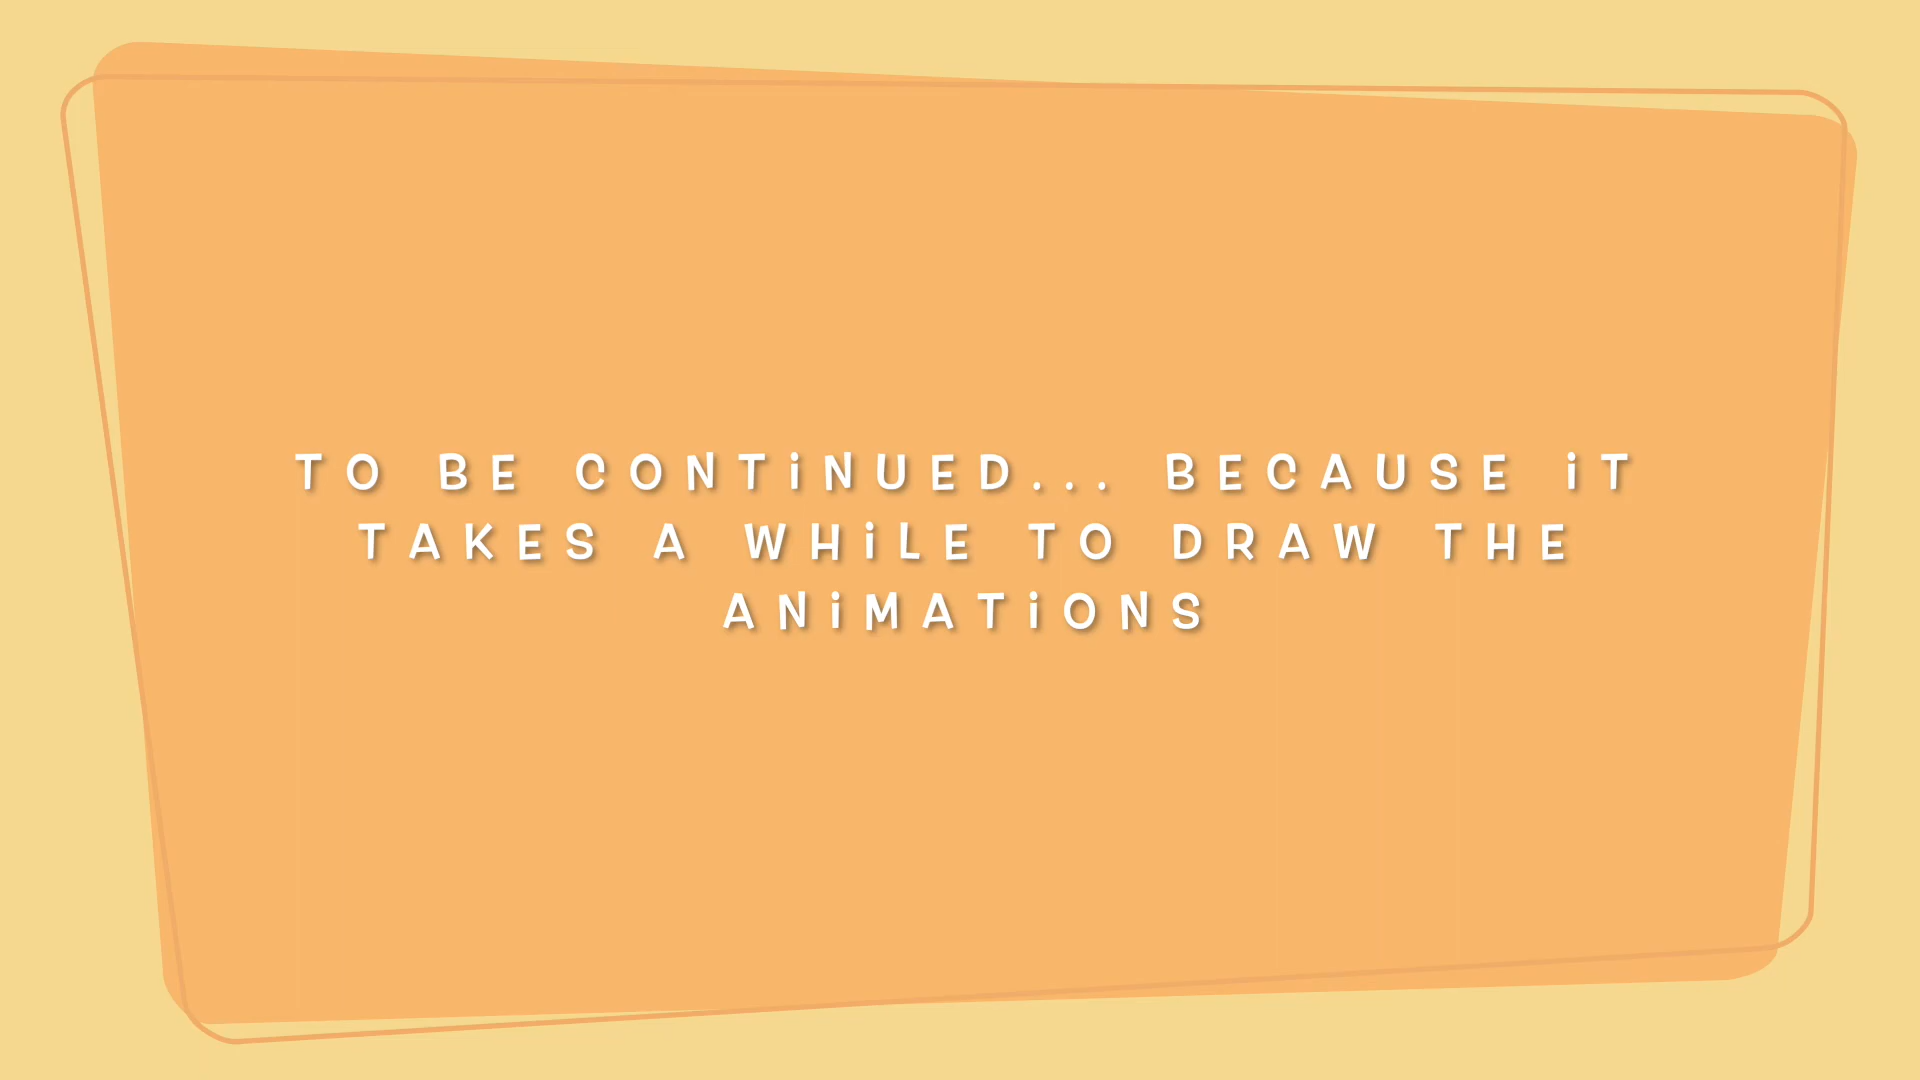 TO BE CONTiNUED... BECAUSE iT
TAKES A WHiLE TO DRAW THE
ANiMATiONS